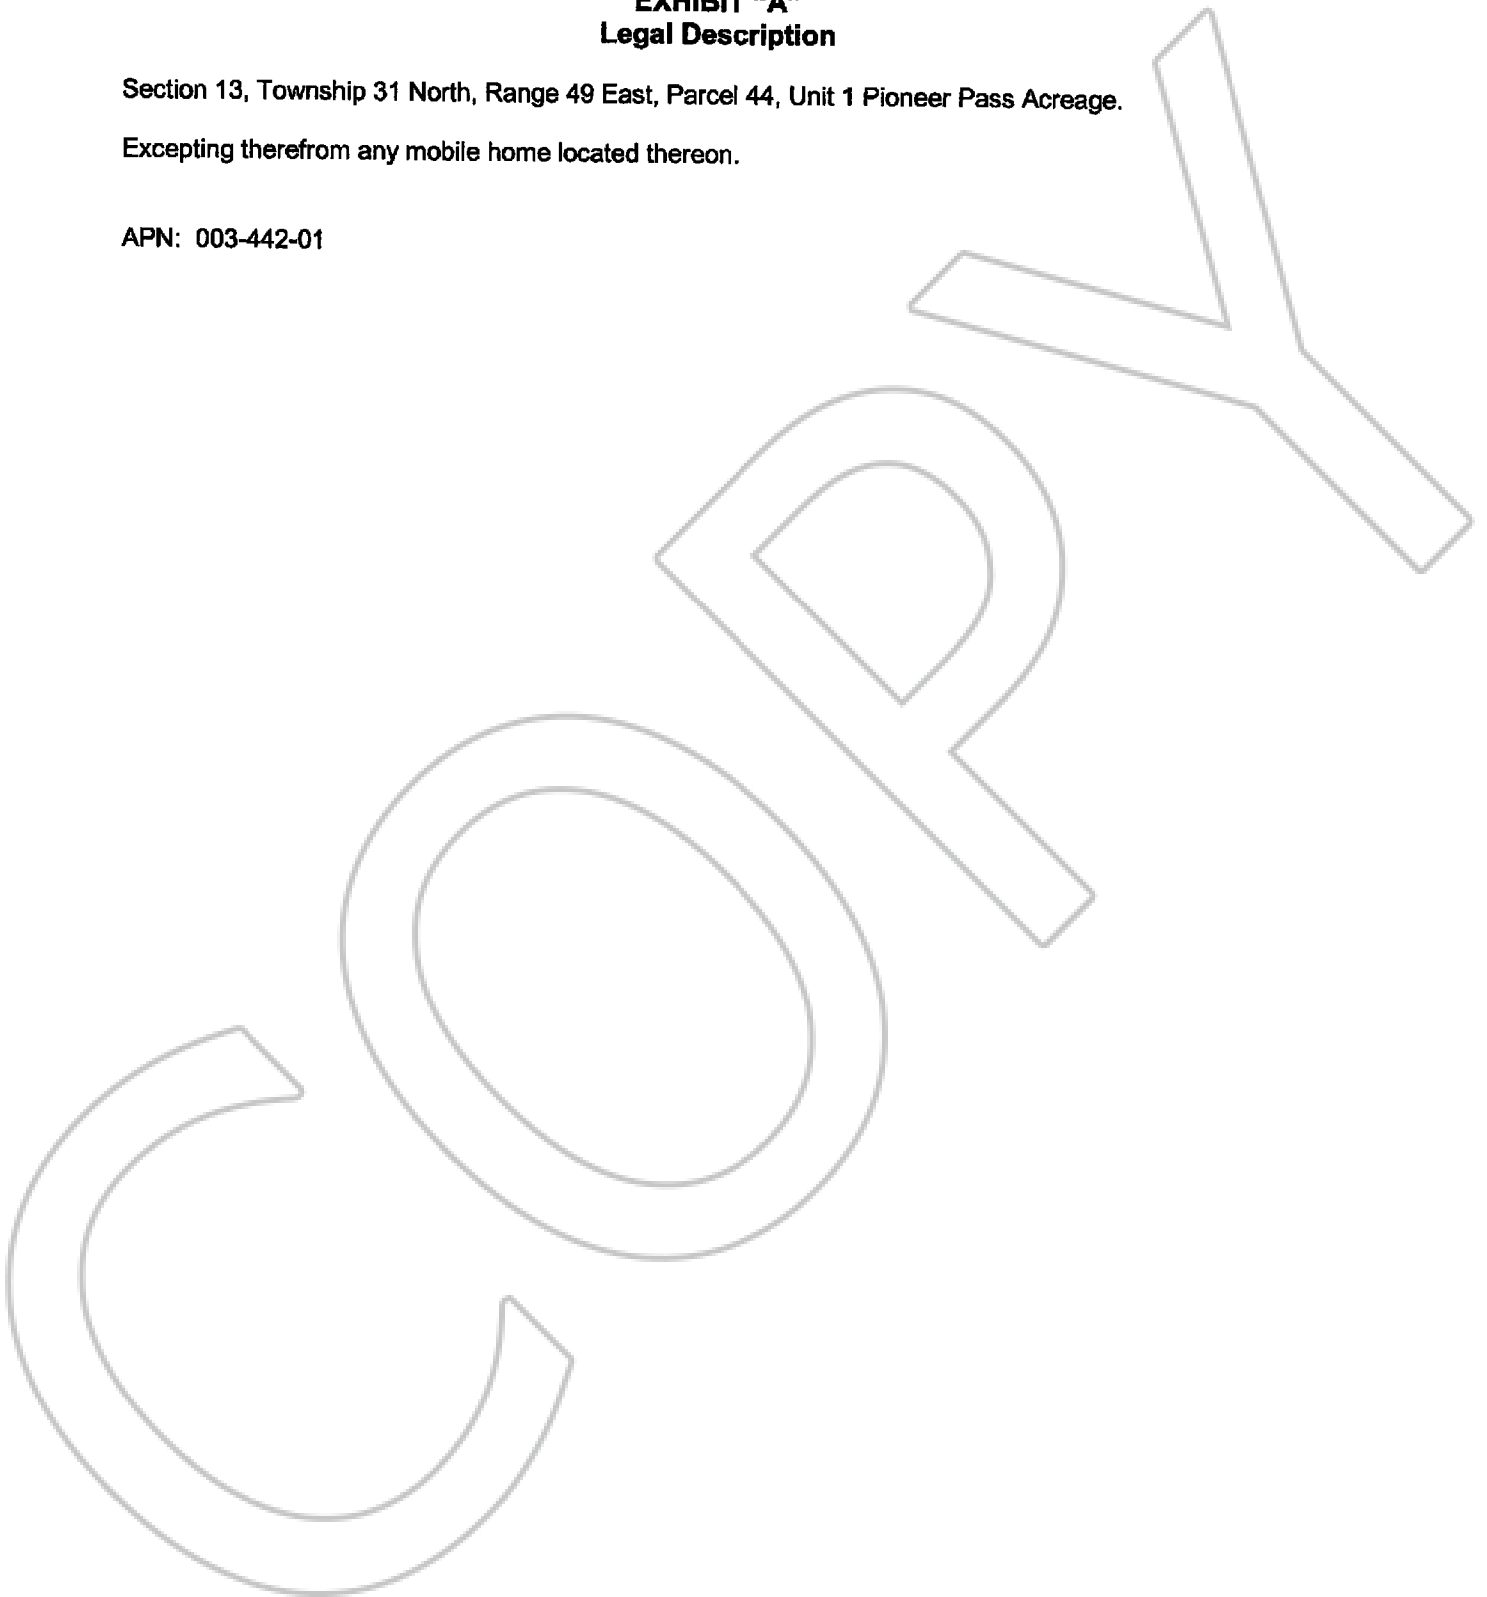 EXHIBIT "A"
Legal Description
Section 13, Township 31 North, Range 49 East, Parcel 44, Unit 1 Pioneer Pass Acreage.
Excepting therefrom any mobile home located thereon.
APN: 003-442-01
COPY